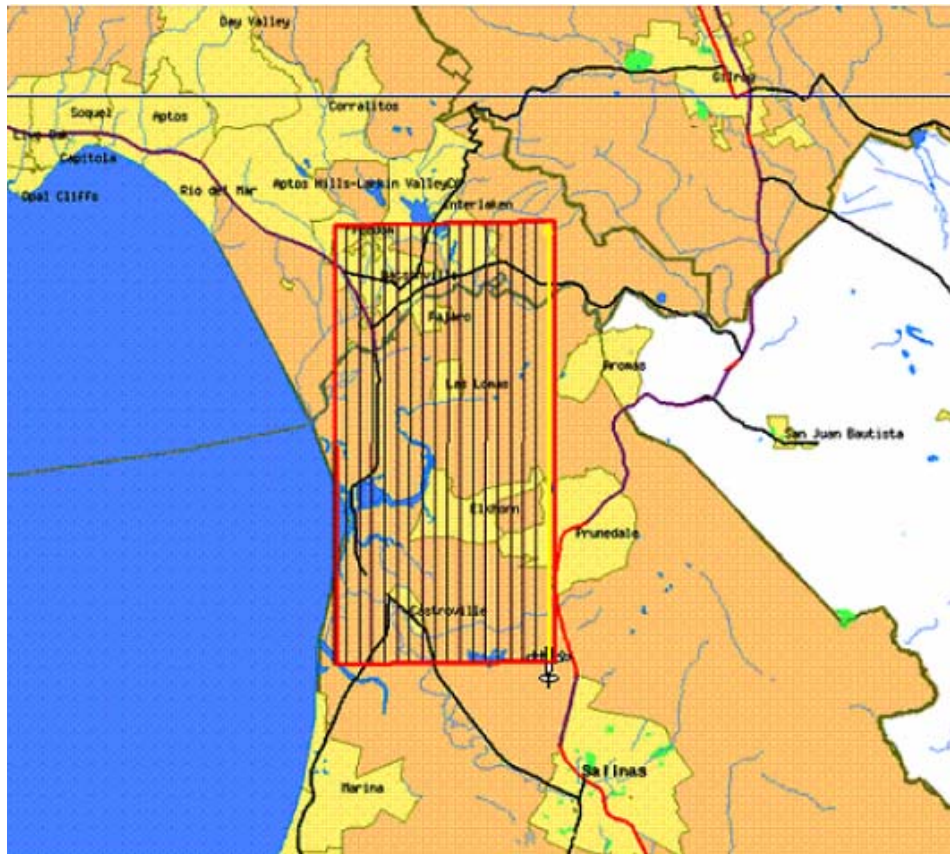 Day Valley
Gilroy
Corralitos
Soquel
Aptos
Live Oak
Capitola
Aptos Hills-Larkin Valley
Rio del Mar
Opal Cliffs
Interlaken
Pajaro
Aromas
Las Lomas
San Juan Bautista
Elkhorn
Prunedale
Castroville
Salinas
Marina